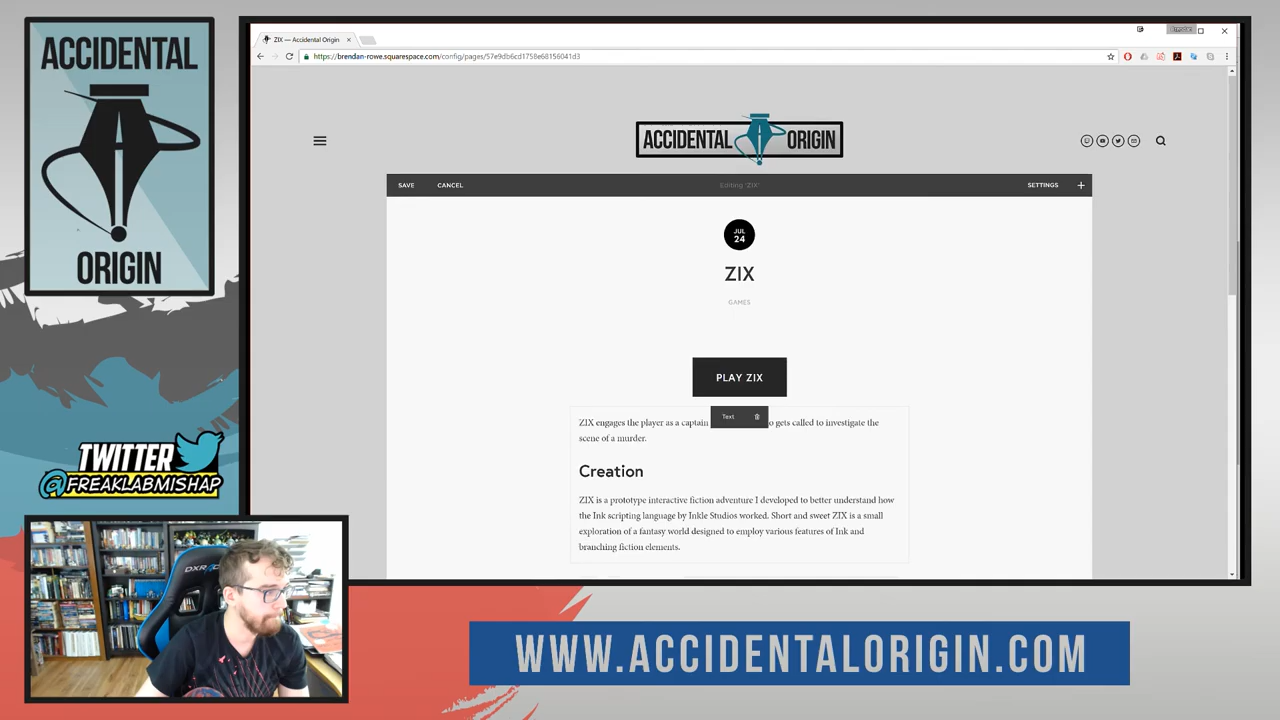 ACCIDENTAL
ORIGIN
ZIX — Accidental Origin
https://brendan-rowe.squarespace.com/config/pages/57e9db6cd1758e68156041d3
ACCIDENTAL ORIGIN
SAVE CANCEL Editing 'ZIX' SETTINGS +
JUL
24
ZIX
GAMES
PLAY ZIX
Text
ZIX engages the player as a captain o gets called to investigate the
scene of a murder.
Creation
ZIX is a prototype interactive fiction adventure I developed to better understand how
the Ink scripting language by Inkle Studios worked. Short and sweet ZIX is a small
exploration of a fantasy world designed to employ various features of Ink and
branching fiction elements.
TWITTER
@FREAKLABMISHAP
DXRACER
WWW.ACCIDENTALORIGIN.COM